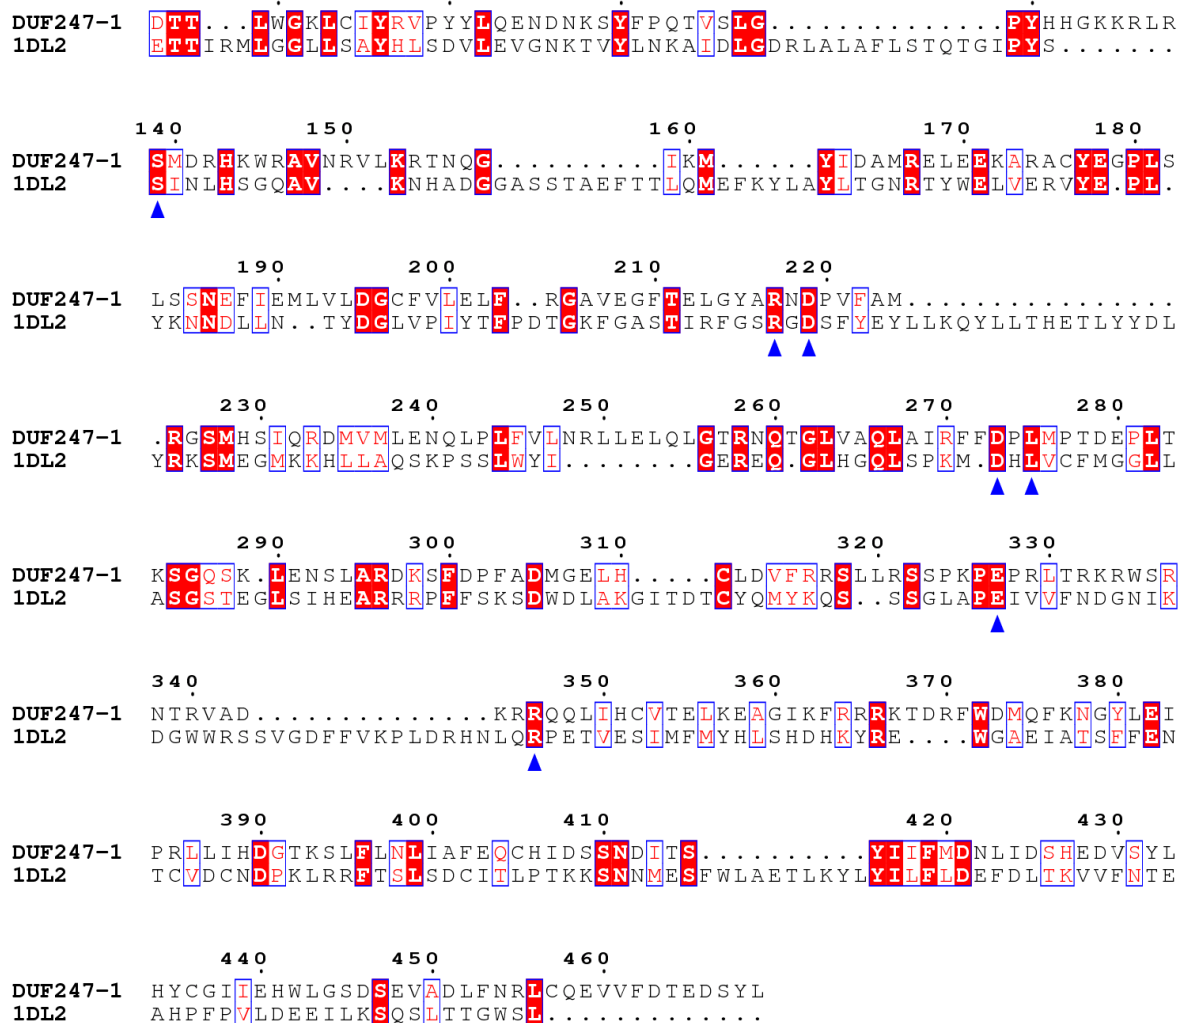 DUF247-1 DTT...LWGKLCIYRVPYYLQENDNKSYFPQTVSLG..............PYHHGKKRLR
1DL2 ETTIRMLGGLLSAYHLSDVLEVGNKTVYLNKAIDLGDRLALAFLSTQTGIPYS.......
140 150 160 170 180
DUF247-1 SMDRHKWRAVNRVLKRTNQG..........IKM......YIDAMRELEEKARACYEGPLS
1DL2 SINLHSGQAV....KNHADGGASSTAEFTTLQMEFKYLAYLTGNRTYWELVERVYE.PL.
190 200 210 220
DUF247-1 LSSNEFIEMLVLDGCFVLELF..RGAVEGFTELGYARNDPVFAM................
1DL2 YKNNDLLN..TYDGLVPIYTFPDTGKFGASTIRFGSRGDSFYEYLLKQYLLTHETLYYDL
230 240 250 260 270 280
DUF247-1 .RGSMHSIQRDMVMLENQLPLFVLNRLLELQLGTRNQTGLVAQLAIRFFDPLMPTDEPLT
1DL2 YRKSMEGMKKHLLAQSKPSSLWYI........GEREQ.GLHGQLSPKM.DHLVCFMGGLL
290 300 310 320 330
DUF247-1 KSGQSK.LENSLARDKSFDPFADMGELH.....CLDVFRRSLLRSSPKPEPRLTRKRWSR
1DL2 ASGSTEGLSIHEARRRPFFSKSDWDLAKGITDTCYQMYKQS..SSGLAPEIVVFNDGNIK
340 350 360 370 380
DUF247-1 NTRVAD..............KRRQQLIHCVTELKEAGIKFRRRKTDRFWDMQFKNGYLEI
1DL2 DGWWRSSVGDFFVKPLDRHNLQRPETVESIMFMYHLSHDHKYRE....WGAEIATSFFEN
390 400 410 420 430
DUF247-1 PRLLIHDGTKSLFLNLIAFEQCHIDSSNDITS..........YIIFMDNLIDSHEDVSYL
1DL2 TCVDCNDPKLRRFTSLSDCITLPTKKSNNMESFWLAETLKYLYILFLDEFDLTKVVFNTE
440 450 460
DUF247-1 HYCGIIEHWLGSDSEVADLFNRLCQEVVFDTEDSYL
1DL2 AHPFPVLDEEILKSQSLTTGWSL.............